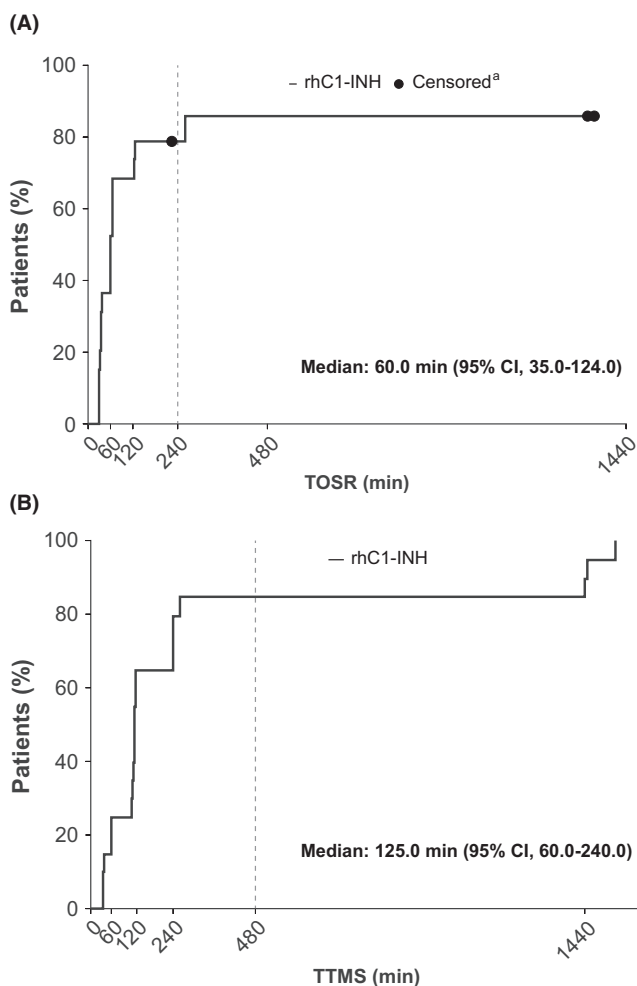 (A)
100
80
60
40
20
0
Patients (%)
– rhC1-INH ● Censoredᵃ
Median: 60.0 min (95% CI, 35.0-124.0)
0 60 120 240 480 1440
TOSR (min)
(B)
100
80
60
40
20
0
Patients (%)
— rhC1-INH
Median: 125.0 min (95% CI, 60.0-240.0)
0 60 120 240 480 1440
TTMS (min)